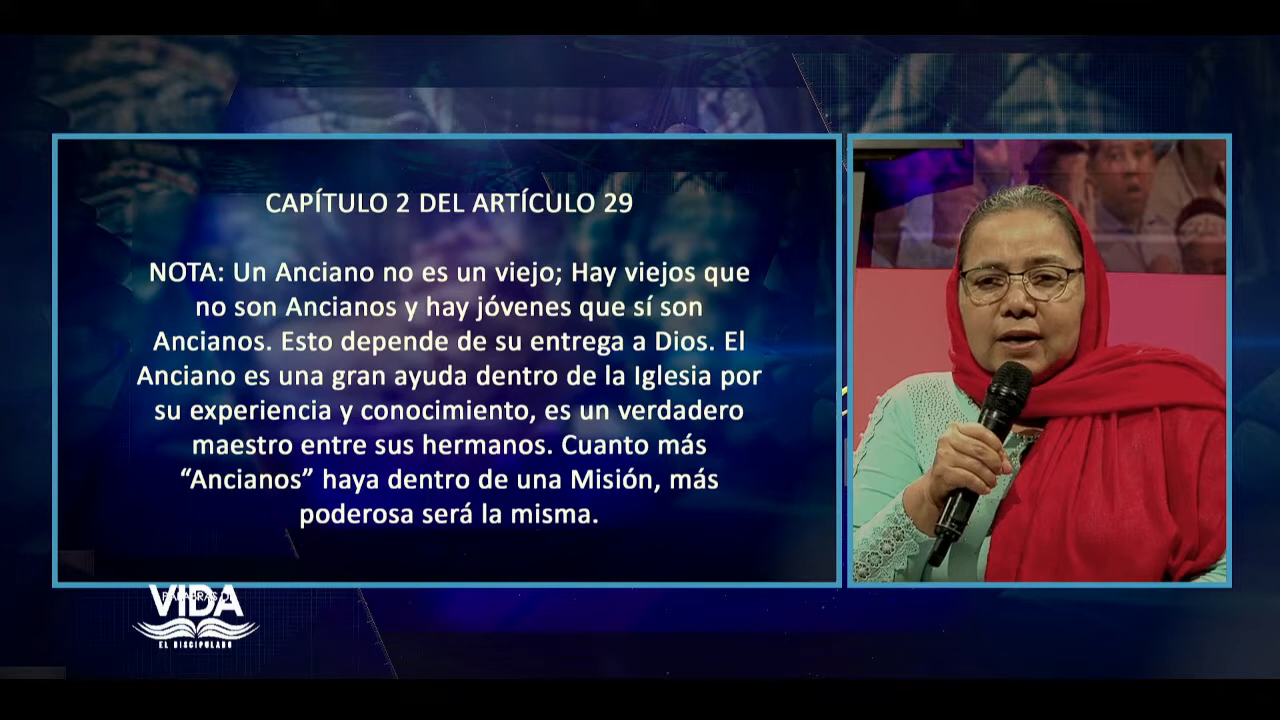 CAPÍTULO 2 DEL ARTÍCULO 29
NOTA: Un Anciano no es un viejo; Hay viejos que
no son Ancianos y hay jóvenes que sí son
Ancianos. Esto depende de su entrega a Dios. El
Anciano es una gran ayuda dentro de la Iglesia por
su experiencia y conocimiento, es un verdadero
maestro entre sus hermanos. Cuanto más
“Ancianos” haya dentro de una Misión, más
poderosa será la misma.
PALABRAS DE
VIDA
EL DISCIPULADO